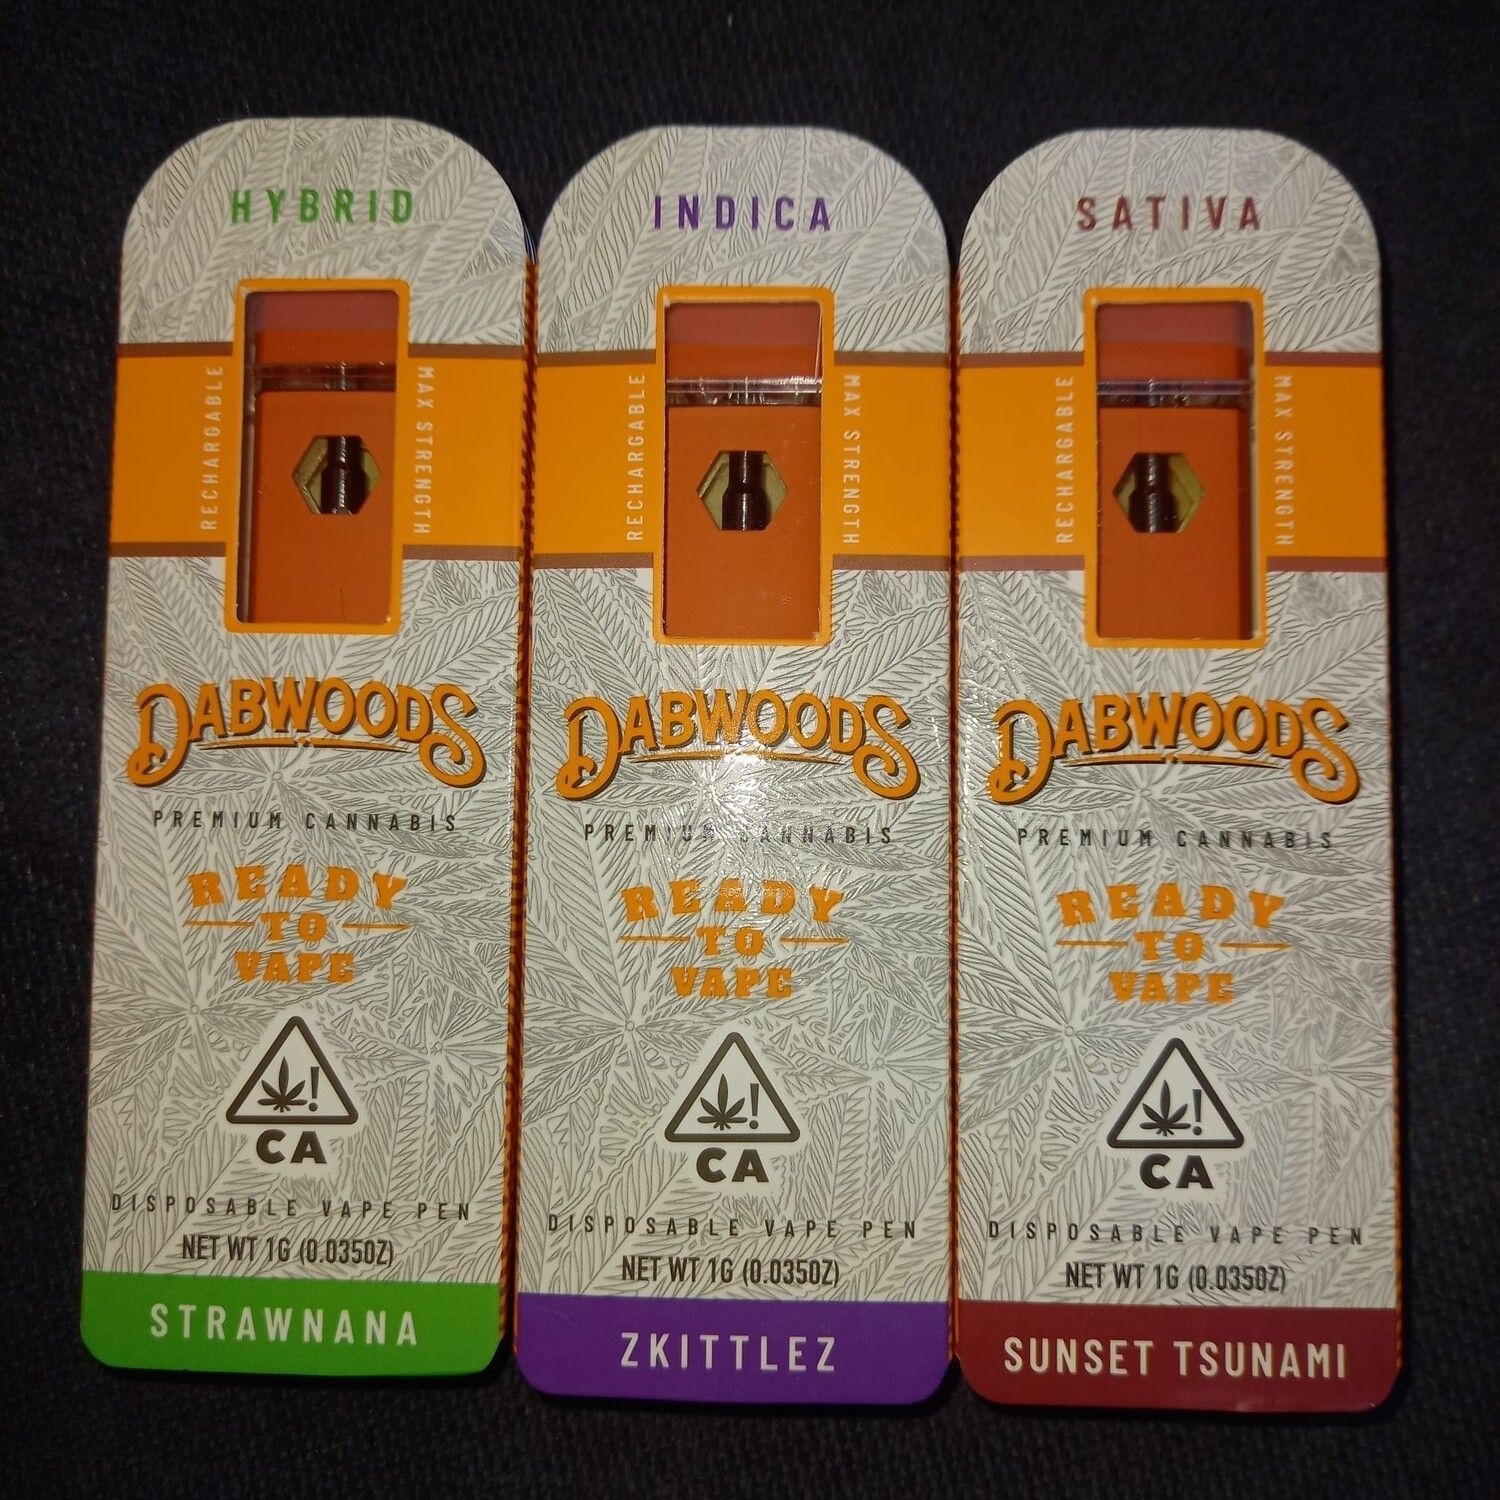 HYBRID
RECHARGABLE
MAX STRENGTH
DABWOODS
PREMIUM CANNABIS
READY
TO
VAPE
!
CA
DISPOSABLE VAPE PEN
NET WT 1G (0.035OZ)
STRAWNANA
INDICA
RECHARGABLE
MAX STRENGTH
DABWOODS
PREMIUM CANNABIS
READY
TO
VAPE
!
CA
DISPOSABLE VAPE PEN
NET WT 1G (0.035OZ)
ZKITTLEZ
SATIVA
RECHARGABLE
MAX STRENGTH
DABWOODS
PREMIUM CANNABIS
READY
TO
VAPE
!
CA
DISPOSABLE VAPE PEN
NET WT 1G (0.035OZ)
SUNSET TSUNAMI